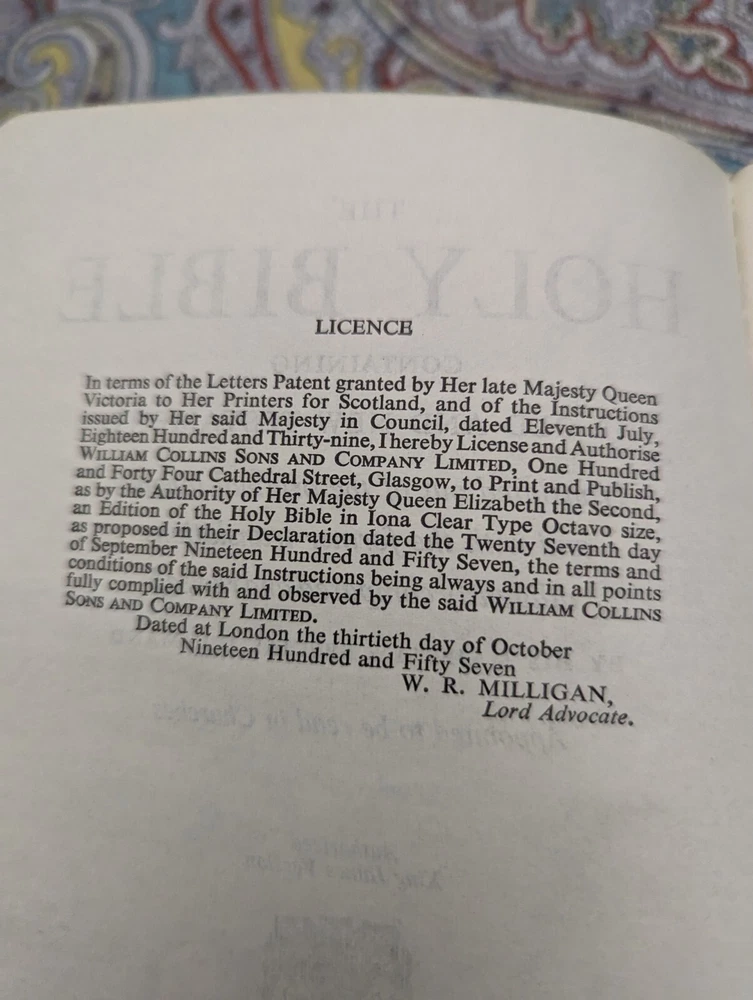 LICENCE
In terms of the Letters Patent granted by Her late Majesty Queen
Victoria to Her Printers for Scotland, and of the Instructions
issued by Her said Majesty in Council, dated Eleventh July,
Eighteen Hundred and Thirty-nine, I hereby License and Authorise
WILLIAM COLLINS SONS AND COMPANY LIMITED, One Hundred
and Forty Four Cathedral Street, Glasgow, to Print and Publish,
as by the Authority of Her Majesty Queen Elizabeth the Second,
an Edition of the Holy Bible in Iona Clear Type Octavo size,
as proposed in their Declaration dated the Twenty Seventh day
of September Nineteen Hundred and Fifty Seven, the terms and
conditions of the said Instructions being always and in all points
fully complied with and observed by the said WILLIAM COLLINS
SONS AND COMPANY LIMITED.
Dated at London the thirtieth day of October
Nineteen Hundred and Fifty Seven
W. R. MILLIGAN,
Lord Advocate.